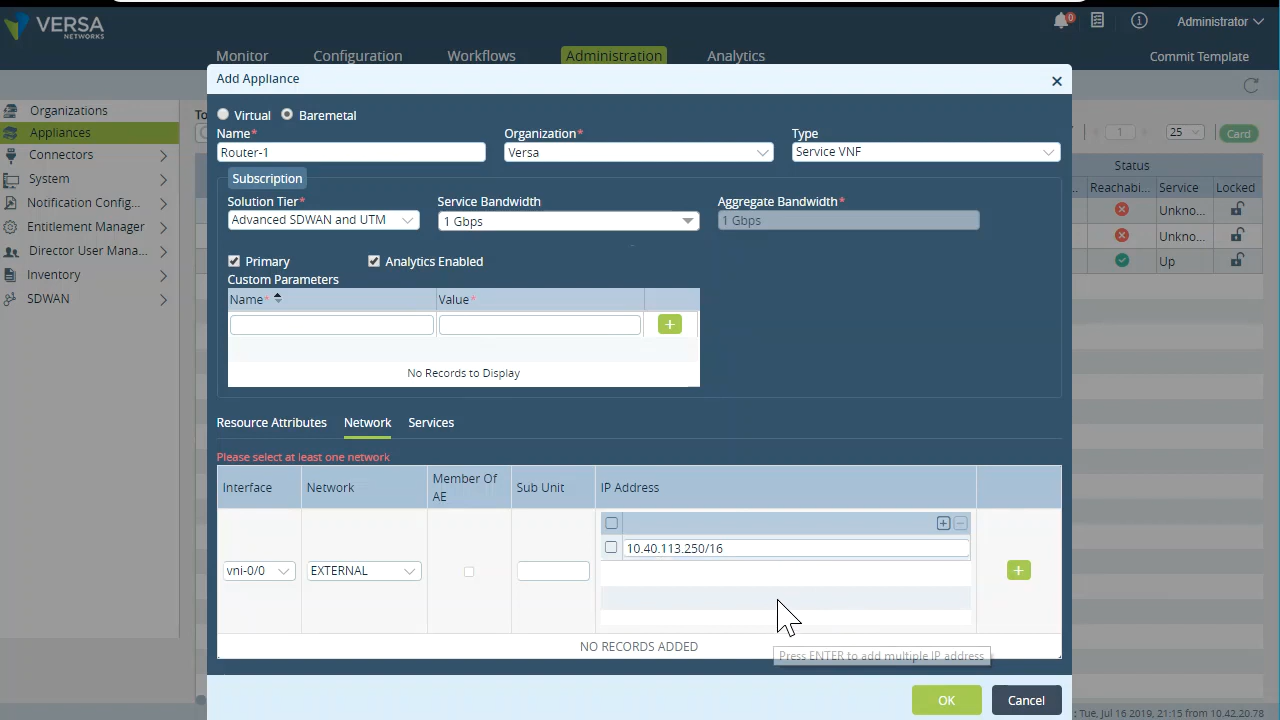 VERSA
NETWORKS
0
Administrator
Monitor
Configuration
Workflows
Administration
Analytics
Commit Template
Organizations
Appliances
Connectors
System
Notification Config...
Entitlement Manager
Director User Mana...
Inventory
SDWAN
To
1
25
Card
Status
Reachabi...
Service
Locked
Unkno...
Unkno...
Up
Add Appliance
Virtual
Baremetal
Name*
Organization*
Type
Router-1
Versa
Service VNF
Subscription
Solution Tier*
Service Bandwidth
Aggregate Bandwidth*
Advanced SDWAN and UTM
1 Gbps
1 Gbps
Primary
Analytics Enabled
Custom Parameters
Name*
Value*
No Records to Display
Resource Attributes
Network
Services
Please select at least one network
Interface
Network
Member Of
AE
Sub Unit
IP Address
10.40.113.250/16
vni-0/0
EXTERNAL
NO RECORDS ADDED
Press ENTER to add multiple IP address
OK
Cancel
: Tue, Jul 16 2019, 21:15 from 10.42.20.78